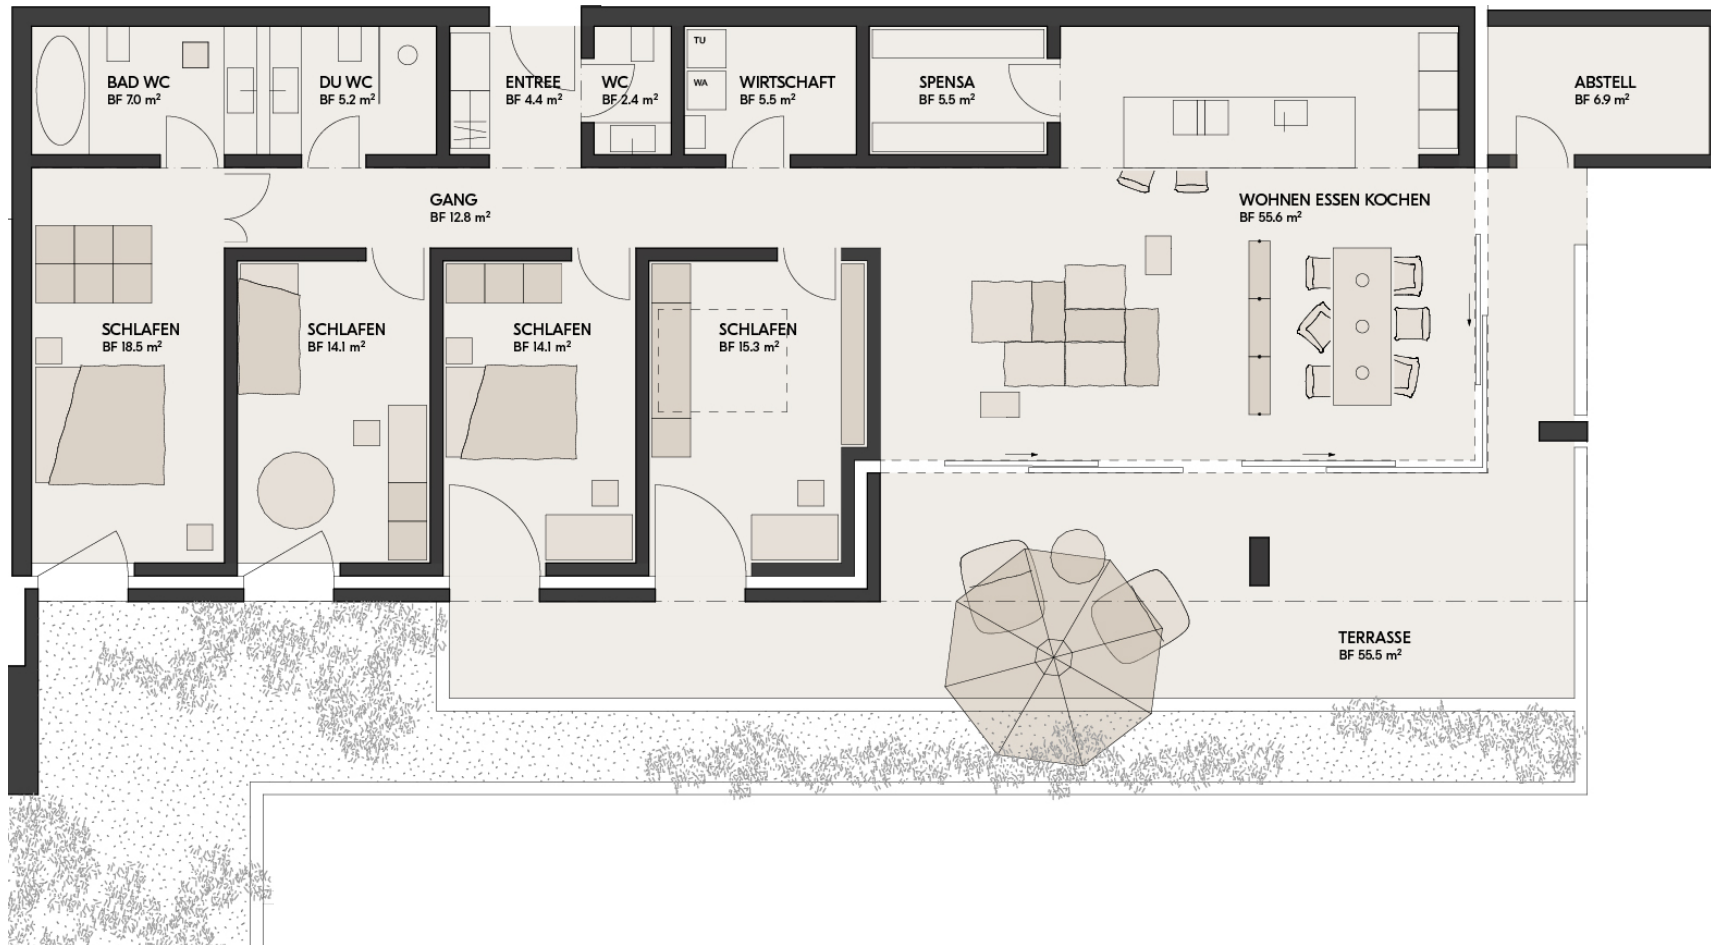 BAD WC
BF 7.0 m²
DU WC
BF 5.2 m²
ENTREE
BF 4.4 m²
WC
BF 2.4 m²
TU
WA
WIRTSCHAFT
BF 5.5 m²
SPENSA
BF 5.5 m²
ABSTELL
BF 6.9 m²
GANG
BF 12.8 m²
WOHNEN ESSEN KOCHEN
BF 55.6 m²
SCHLAFEN
BF 18.5 m²
SCHLAFEN
BF 14.1 m²
SCHLAFEN
BF 14.1 m²
SCHLAFEN
BF 15.3 m²
TERRASSE
BF 55.5 m²